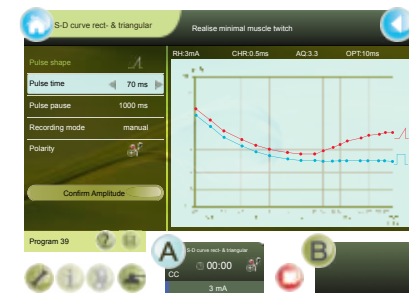 S-D curve rect- & triangular
Realise minimal muscle twitch
RH:3mA CHR:0.5ms AQ:3.3 OPT:10ms
Pulse shape
Pulse time 70 ms
Pulse pause 1000 ms
Recording mode manual
Polarity
Confirm Amplitude
Program 39
A
S-D curve rect- & triangular
00:00
CC
3 mA
B